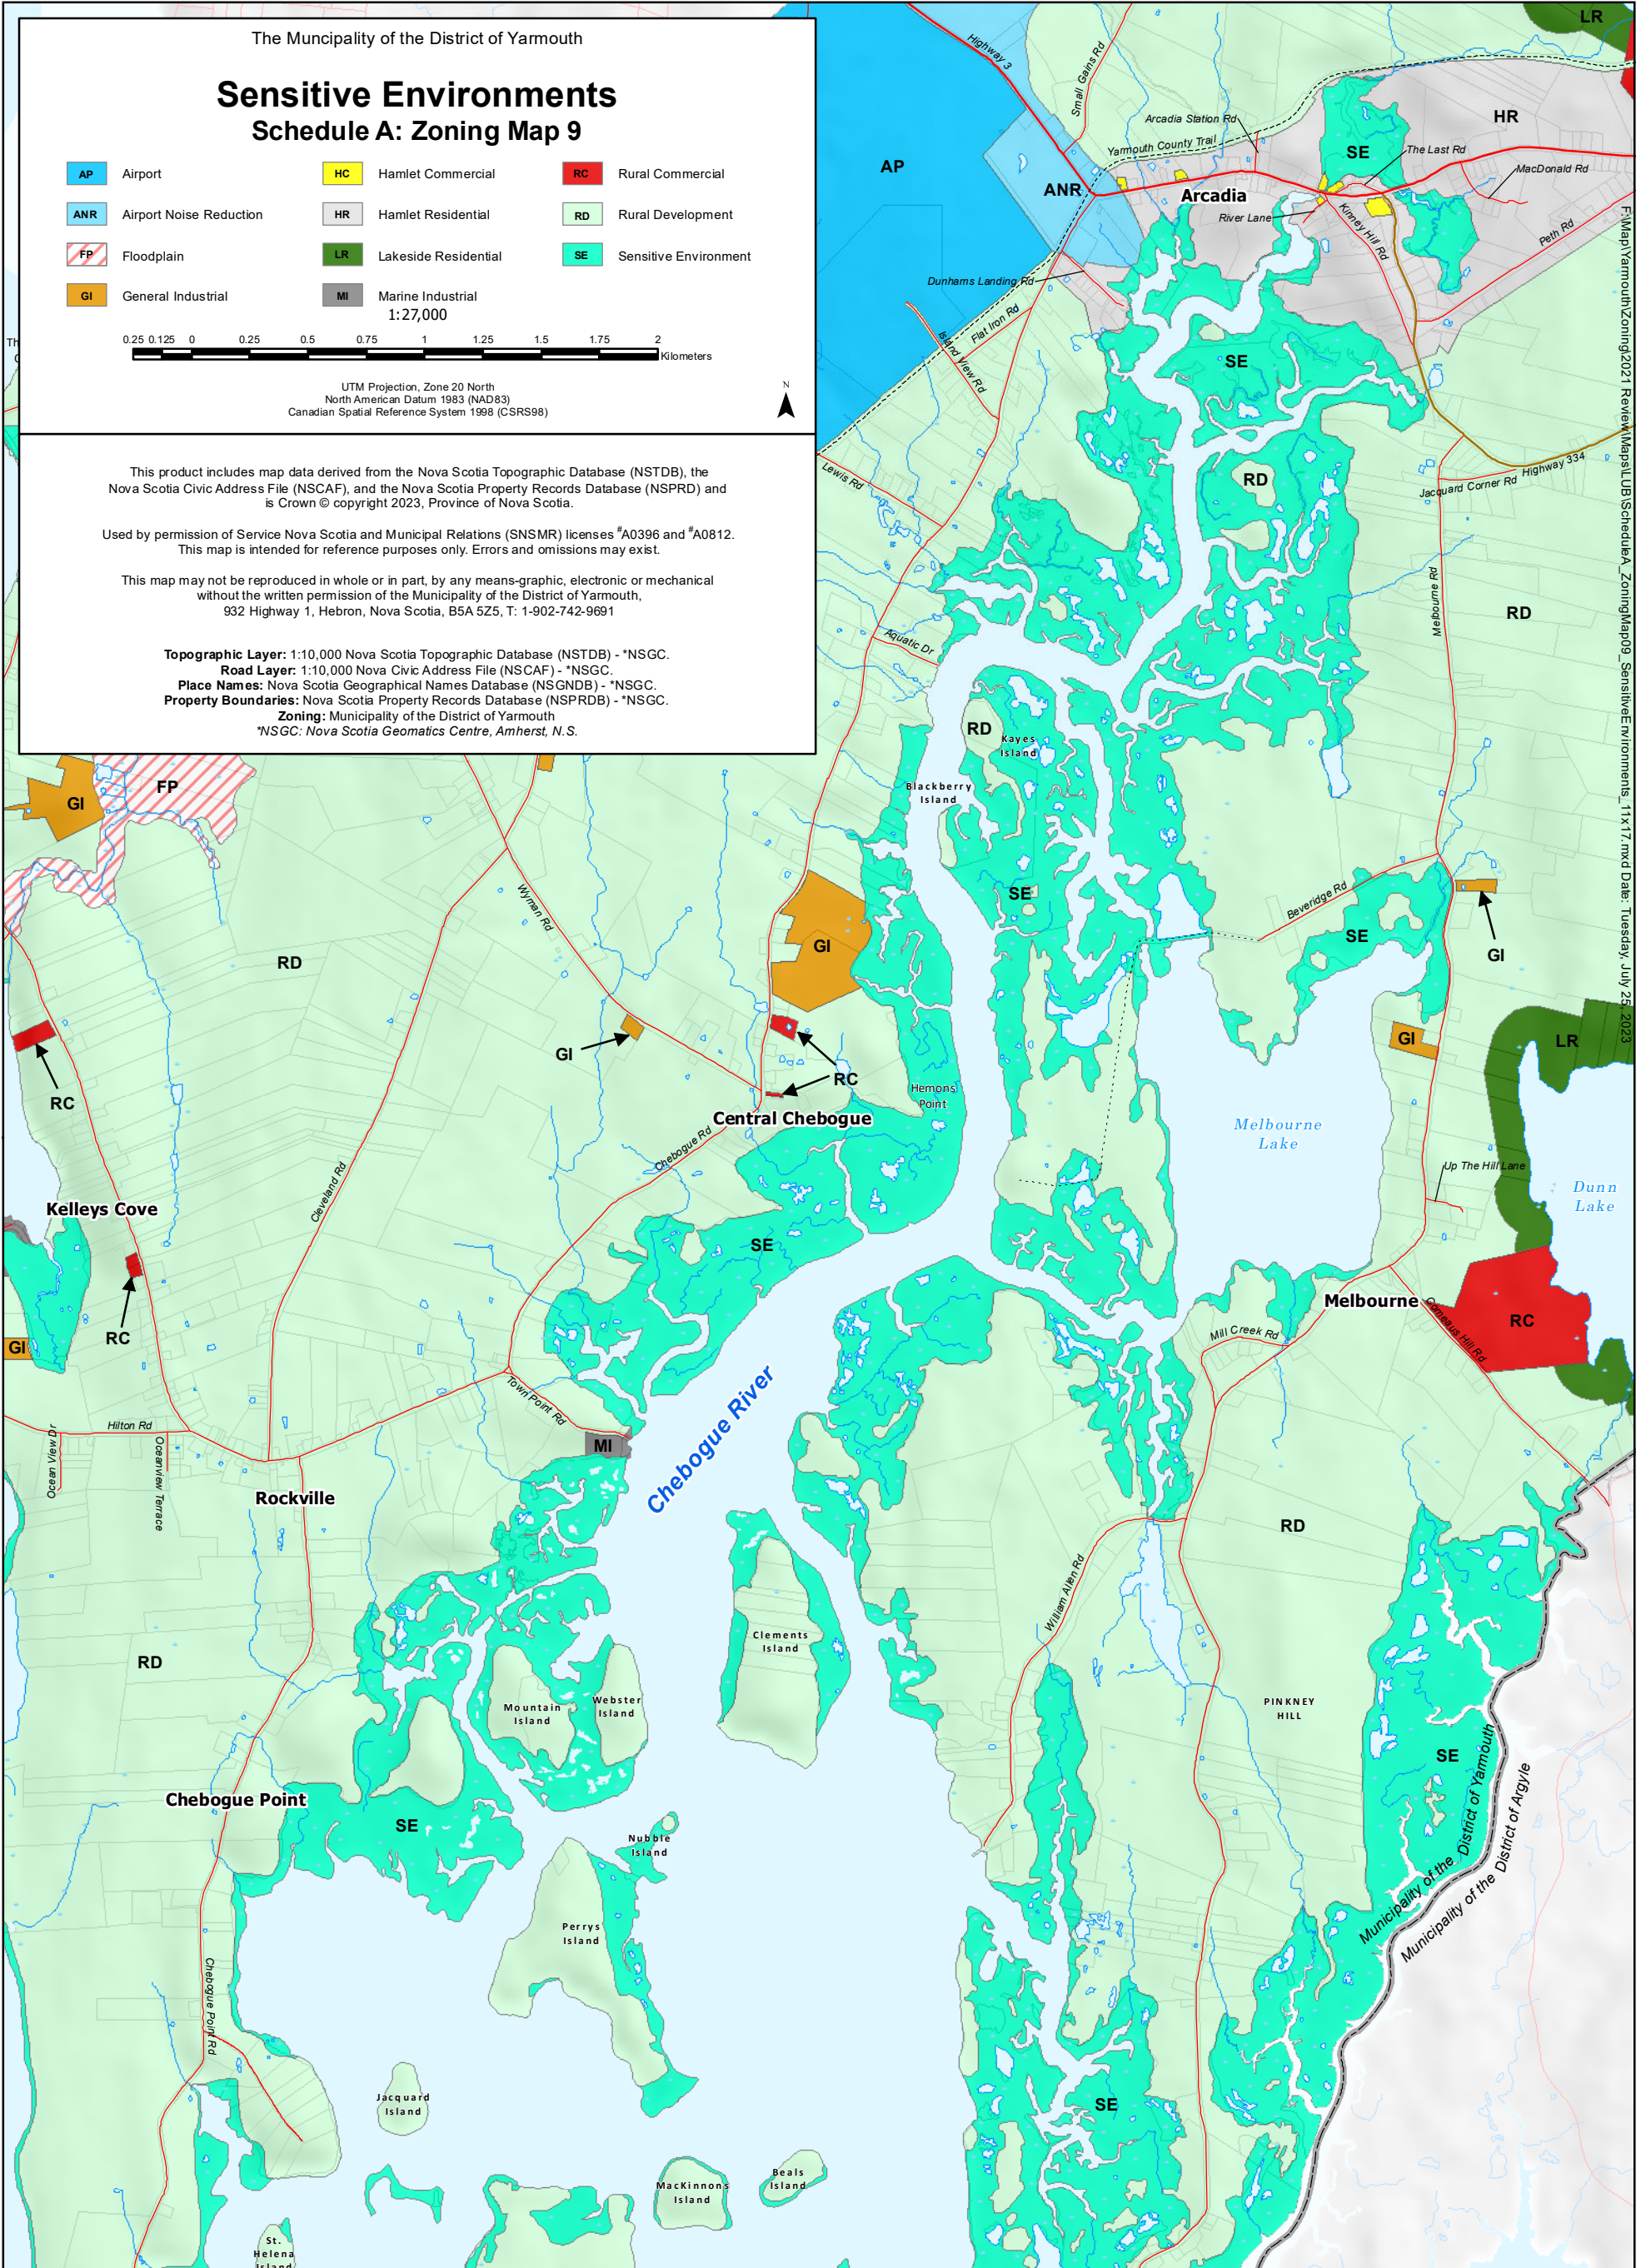 The Muncipality of the District of Yarmouth
Sensitive Environments
Schedule A: Zoning Map 9
AP Airport
HC Hamlet Commercial
RC Rural Commercial
ANR Airport Noise Reduction
HR Hamlet Residential
RD Rural Development
FP Floodplain
LR Lakeside Residential
SE Sensitive Environment
GI General Industrial
MI Marine Industrial
1:27,000
0.25 0.125 0 0.25 0.5 0.75 1 1.25 1.5 1.75 2
Kilometers
UTM Projection, Zone 20 North
North American Datum 1983 (NAD83)
Canadian Spatial Reference System 1998 (CSRS98)
N
This product includes map data derived from the Nova Scotia Topographic Database (NSTDB), the
Nova Scotia Civic Address File (NSCAF), and the Nova Scotia Property Records Database (NSPRD) and
is Crown © copyright 2023, Province of Nova Scotia.
Used by permission of Service Nova Scotia and Municipal Relations (SNSMR) licenses #A0396 and #A0812.
This map is intended for reference purposes only. Errors and omissions may exist.
This map may not be reproduced in whole or in part, by any means-graphic, electronic or mechanical
without the written permission of the Municipality of the District of Yarmouth,
932 Highway 1, Hebron, Nova Scotia, B5A 5Z5, T: 1-902-742-9691
Topographic Layer: 1:10,000 Nova Scotia Topographic Database (NSTDB) - *NSGC.
Road Layer: 1:10,000 Nova Civic Address File (NSCAF) - *NSGC.
Place Names: Nova Scotia Geographical Names Database (NSGNDB) - *NSGC.
Property Boundaries: Nova Scotia Property Records Database (NSPRDB) - *NSGC.
Zoning: Municipality of the District of Yarmouth
*NSGC: Nova Scotia Geomatics Centre, Amherst, N.S.
LR
Highway 3
Small Gains Rd
Arcadia Station Rd
HR
Yarmouth County Trail
SE
The Last Rd
AP
MacDonald Rd
ANR
Arcadia
River Lane
Kinney Hill Rd
Peth Rd
Dunhams Landing Rd
Flat Iron Rd
Island View Rd
SE
Lewis Rd
RD
Highway 334
Jacquard Corner Rd
Melbourne Rd
RD
Aquatic Dr
RD
Kayes
Island
Blackberry
Island
FP
GI
Wyman Rd
SE
Beveridge Rd
SE
GI
GI
RD
GI
RC
LR
GI
RC
Hemons
Point
Central Chebogue
Chebogue Rd
Melbourne
Lake
Up The Hill Lane
Dunn
Lake
Cleveland Rd
Kelleys Cove
SE
RC
GI
Melbourne
Comeaus Hill Rd
RC
Mill Creek Rd
Town Point Rd
Chebogue River
Hilton Rd
Ocean View Dr
Oceanview Terrace
MI
Rockville
RD
William Allen Rd
Clements
Island
RD
Mountain
Island
Webster
Island
PINKNEY
HILL
SE
Chebogue Point
SE
Nubble
Island
Municipality of the District of Yarmouth
Municipality of the District of Argyle
Perrys
Island
Chebogue Point Rd
Jacquard
Island
SE
MacKinnons
Island
Beals
Island
St.
Helena
Island
F:\Map\Yarmouth\Zoning\2021 Review\Maps\LUB\ScheduleA_ZoningMap09_SensitiveEnvironments_11x17.mxd Date: Tuesday, July 25, 2023